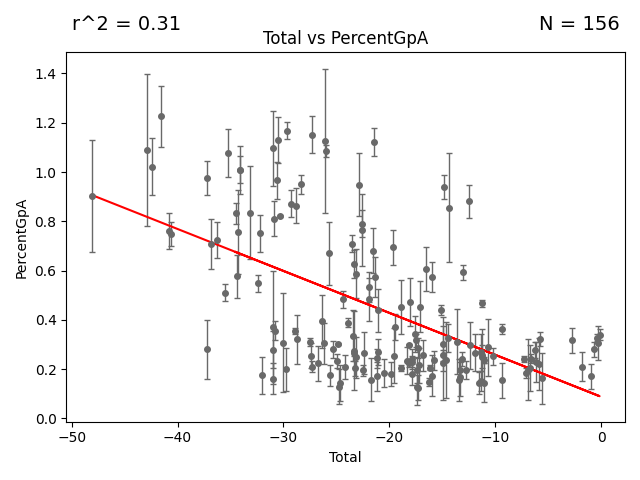 r^2 = 0.31
N = 156
Total vs PercentGpA
PercentGpA
1.4
1.2
1.0
0.8
0.6
0.4
0.2
0.0
−50
−40
−30
−20
−10
0
Total